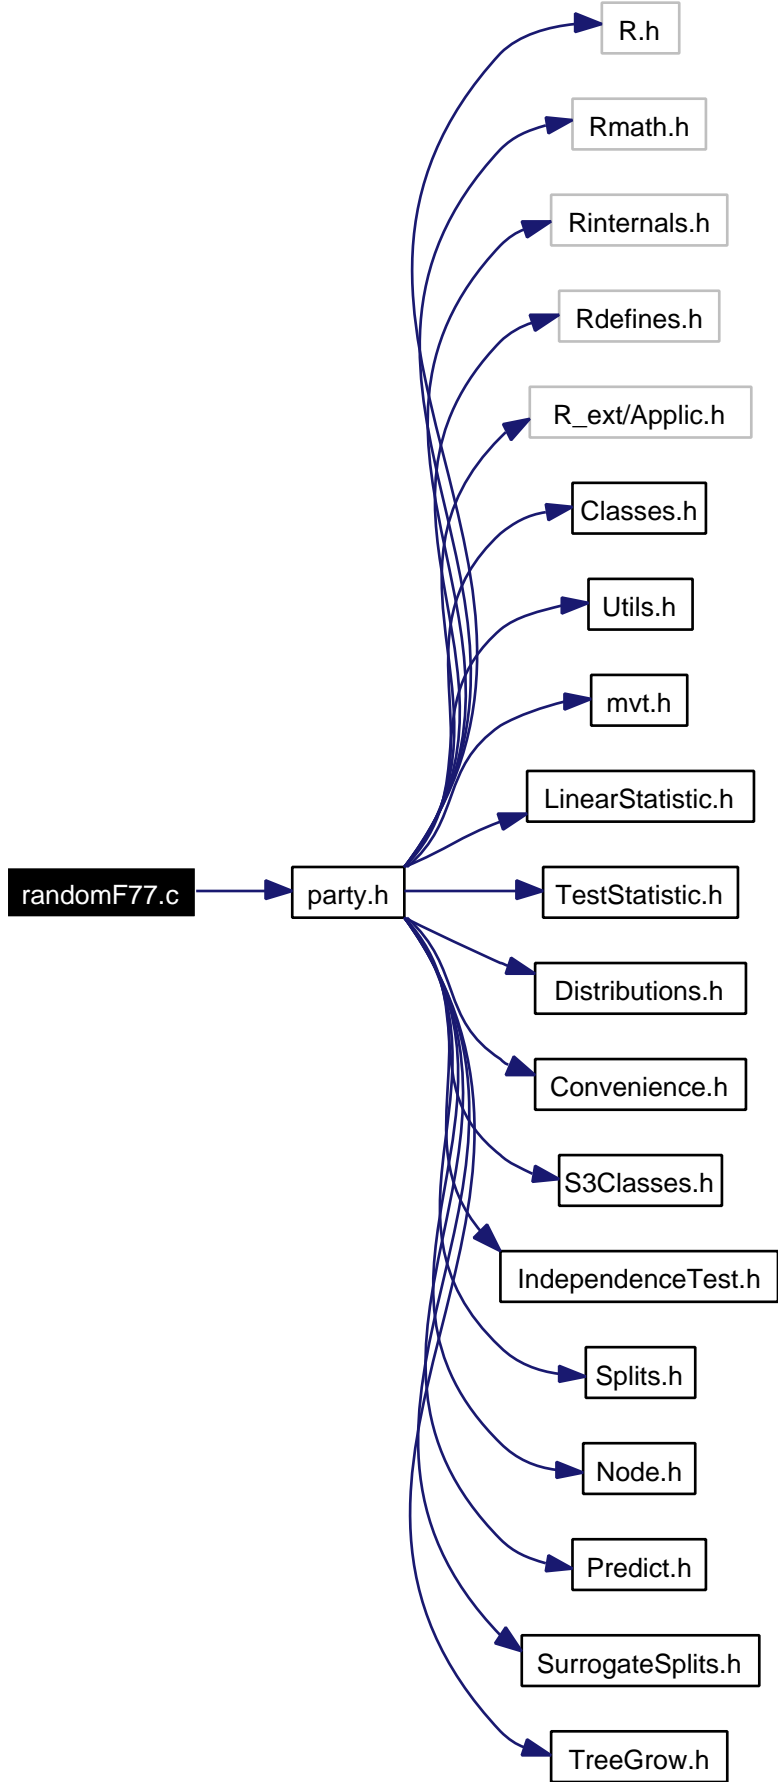 R.h
Rmath.h
Rinternals.h
Rdefines.h
R_ext/Applic.h
Classes.h
Utils.h
mvt.h
LinearStatistic.h
randomF77.c
party.h
TestStatistic.h
Distributions.h
Convenience.h
S3Classes.h
IndependenceTest.h
Splits.h
Node.h
Predict.h
SurrogateSplits.h
TreeGrow.h